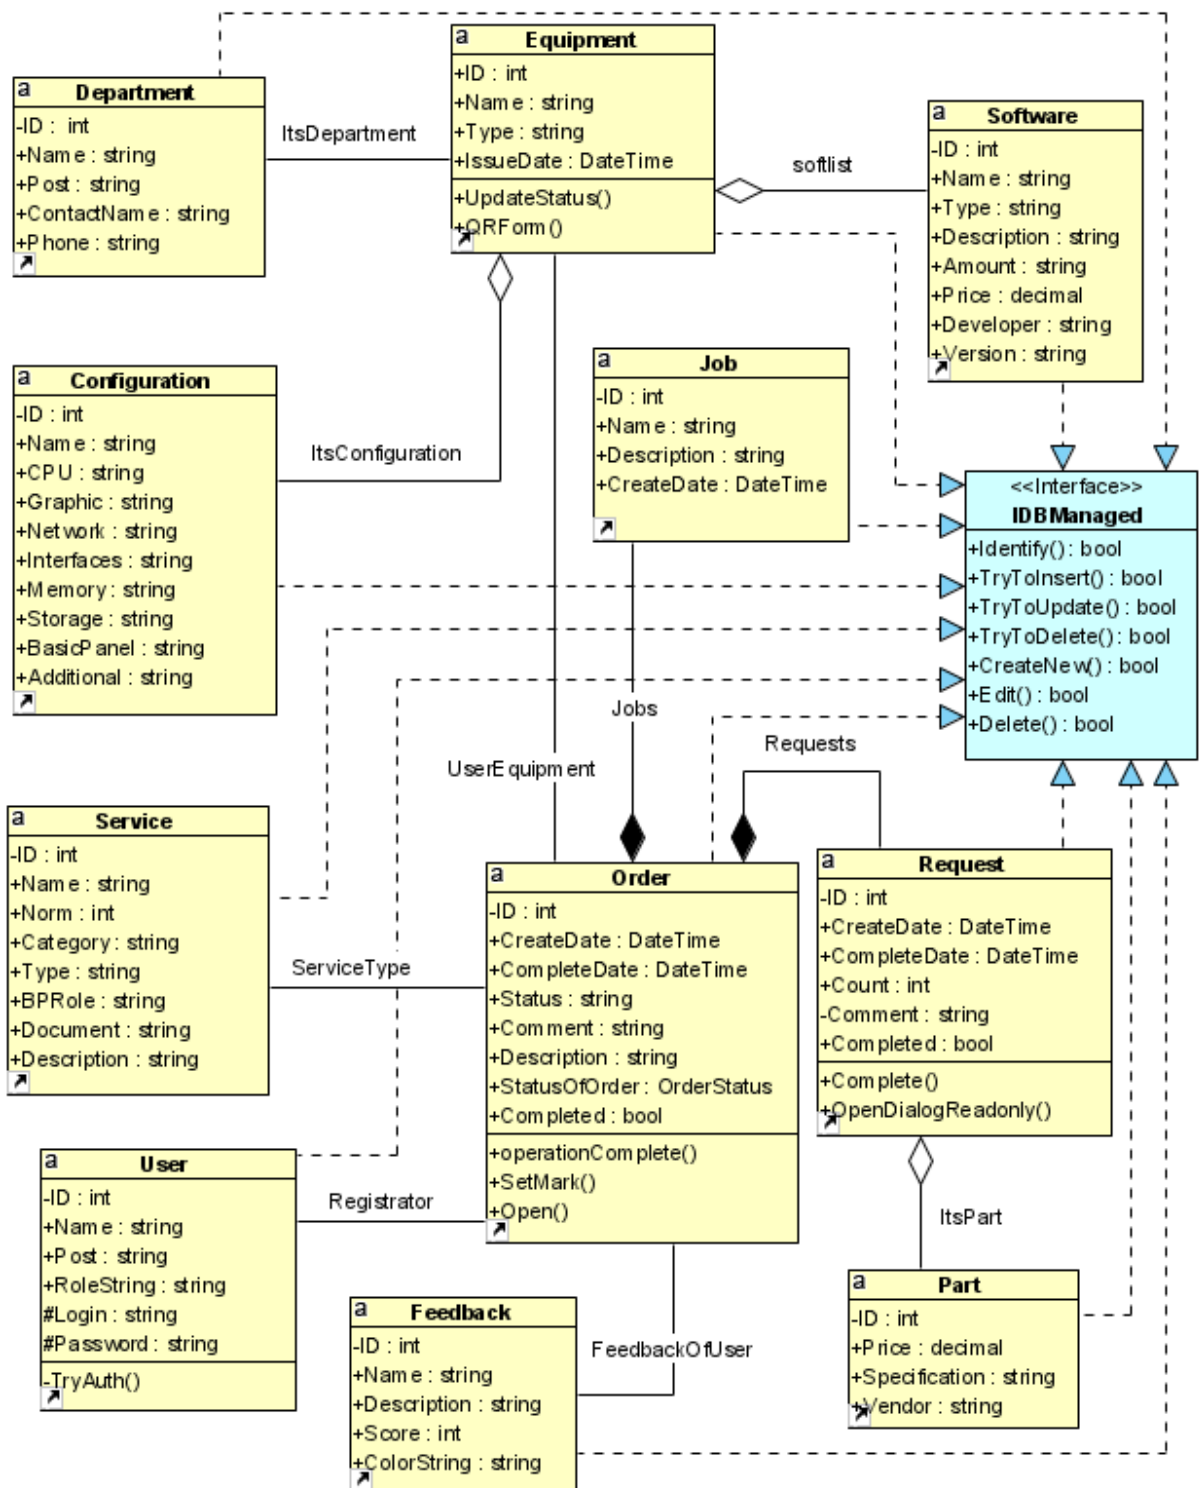 a
Equipment
+ID : int
+Name : string
+Type : string
+IssueDate : DateTime
+UpdateStatus()
+QRForm()
a
Department
-ID : int
+Name : string
+Post : string
+ContactName : string
+Phone : string
ItsDepartment
softlist
a
Software
-ID : int
+Name : string
+Type : string
+Description : string
+Amount : string
+Price : decimal
+Developer : string
+Version : string
a
Configuration
-ID : int
+Name : string
+CPU : string
+Graphic : string
+Network : string
+Interfaces : string
+Memory : string
+Storage : string
+BasicPanel : string
+Additional : string
ItsConfiguration
a
Job
-ID : int
+Name : string
+Description : string
+CreateDate : DateTime
<<Interface>>
IDBManaged
+Identify() : bool
+TryToInsert() : bool
+TryToUpdate() : bool
+TryToDelete() : bool
+CreateNew() : bool
+Edit() : bool
+Delete() : bool
Jobs
Requests
UserEquipment
a
Service
-ID : int
+Name : string
+Norm : int
+Category : string
+Type : string
+BPRole : string
+Document : string
+Description : string
ServiceType
a
Order
-ID : int
+CreateDate : DateTime
+CompleteDate : DateTime
+Status : string
+Comment : string
+Description : string
+StatusOfOrder : OrderStatus
+Completed : bool
+operationComplete()
+SetMark()
+Open()
a
Request
-ID : int
+CreateDate : DateTime
+CompleteDate : DateTime
+Count : int
-Comment : string
+Completed : bool
+Complete()
+OpenDialogReadonly()
a
User
-ID : int
+Name : string
+Post : string
+RoleString : string
#Login : string
#Password : string
-TryAuth()
Registrator
ItsPart
a
Feedback
-ID : int
+Name : string
+Description : string
+Score : int
+ColorString : string
FeedbackOfUser
a
Part
-ID : int
+Price : decimal
+Specification : string
+Vendor : string